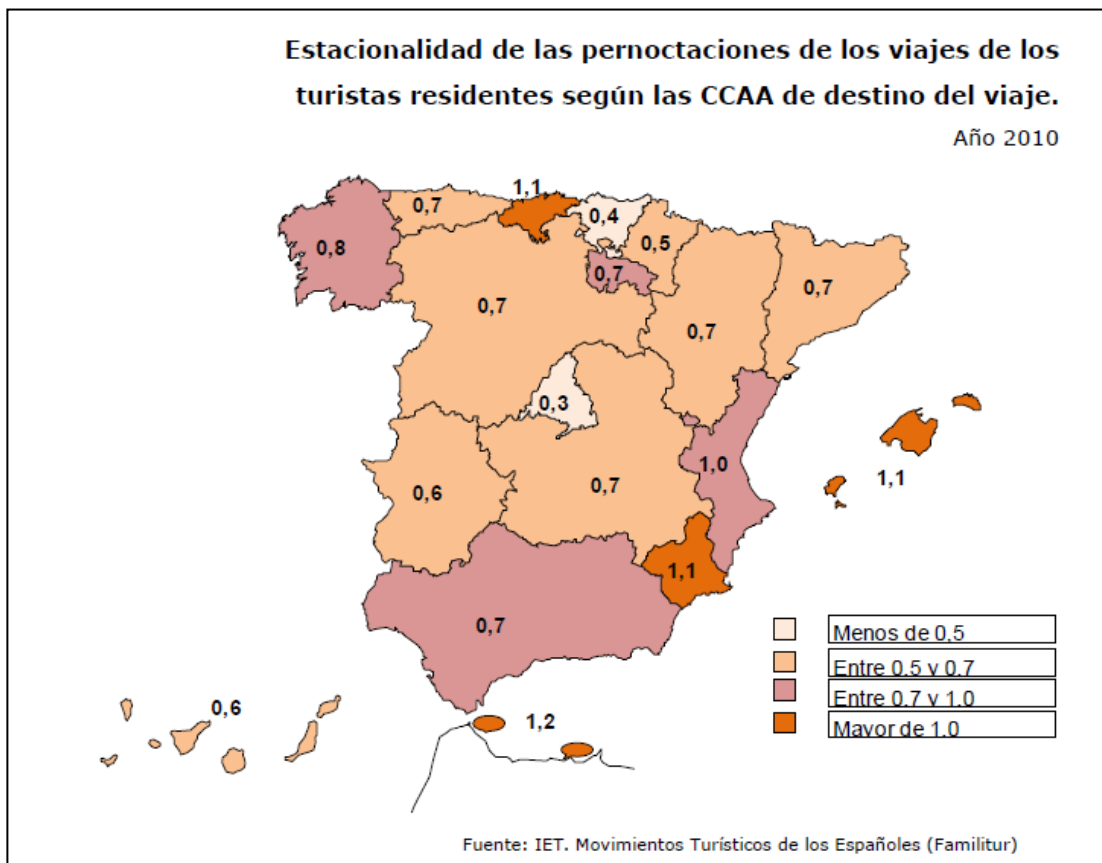 Estacionalidad de las pernoctaciones de los viajes de los
turistas residentes según las CCAA de destino del viaje.
Año 2010
1,1
0,7
0,4
0,8
0,5
0,7
0,7
0,7
0,7
0,3
1,0
1,1
0,6
0,7
1,1
0,7
Menos de 0,5
Entre 0,5 y 0,7
0,6
Entre 0,7 y 1,0
1,2
Mayor de 1,0
Fuente: IET. Movimientos Turísticos de los Españoles (Familitur)